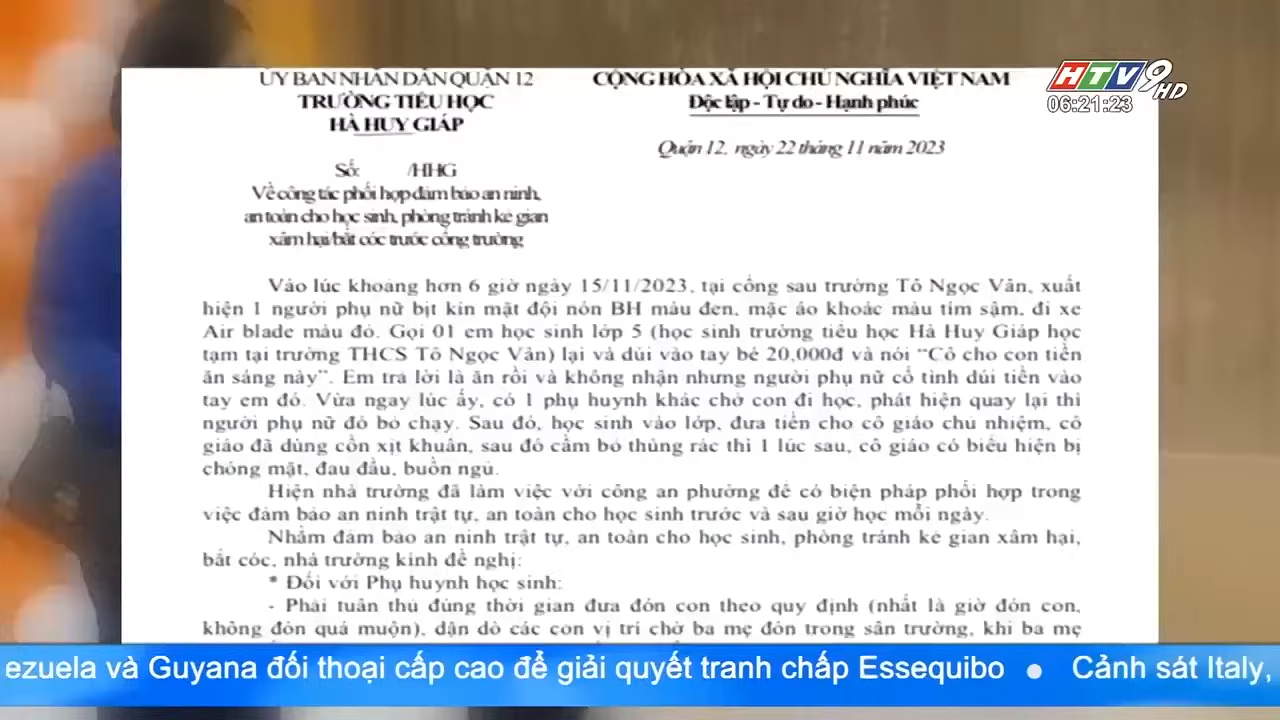 ỦY BAN NHÂN DÂN QUẬN 12
TRƯỜNG TIỂU HỌC
HÀ HUY GIÁP
CỘNG HÒA XÃ HỘI CHỦ NGHĨA VIỆT NAM
Độc lập - Tự do - Hạnh phúc
HTV9 HD
06:21:23
Quận 12, ngày 22 tháng 11 năm 2023
Số: /HHG
Về công tác phối hợp đảm bảo an ninh,
an toàn cho học sinh, phòng tránh kẻ gian
xâm hại/bắt cóc trước cổng trường
Vào lúc khoảng hơn 6 giờ ngày 15/11/2023, tại cổng sau trường Tô Ngọc Vân, xuất
hiện 1 người phụ nữ bịt kín mặt đội nón BH màu đen, mặc áo khoác màu tím sậm, đi xe
Air blade màu đỏ. Gọi 01 em học sinh lớp 5 (học sinh trường tiểu học Hà Huy Giáp học
tạm tại trường THCS Tô Ngọc Vân) lại và dúi vào tay bé 20,000đ và nói “Cô cho con tiền
ăn sáng này”. Em trả lời là ăn rồi và không nhận nhưng người phụ nữ cố tình dúi tiền vào
tay em đó. Vừa ngay lúc ấy, có 1 phụ huynh khác chở con đi học, phát hiện quay lại thì
người phụ nữ đó bỏ chạy. Sau đó, học sinh vào lớp, đưa tiền cho cô giáo chủ nhiệm, cô
giáo đã dùng cồn xịt khuẩn, sau đó cầm bỏ thùng rác thì 1 lúc sau, cô giáo có biểu hiện bị
chóng mặt, đau đầu, buồn ngủ.
Hiện nhà trường đã làm việc với công an phường để có biện pháp phối hợp trong
việc đảm bảo an ninh trật tự, an toàn cho học sinh trước và sau giờ học mỗi ngày.
Nhằm đảm bảo an ninh trật tự, an toàn cho học sinh, phòng tránh kẻ gian xâm hại,
bắt cóc, nhà trường kính đề nghị:
* Đối với Phụ huynh học sinh:
- Phải tuân thủ đúng thời gian đưa đón con theo quy định (nhất là giờ đón con,
không đón quá muộn), dặn dò các con vị trí chờ ba mẹ đón trong sân trường, khi ba mẹ
ezuela và Guyana đối thoại cấp cao để giải quyết tranh chấp Essequibo ● Cảnh sát Italy,